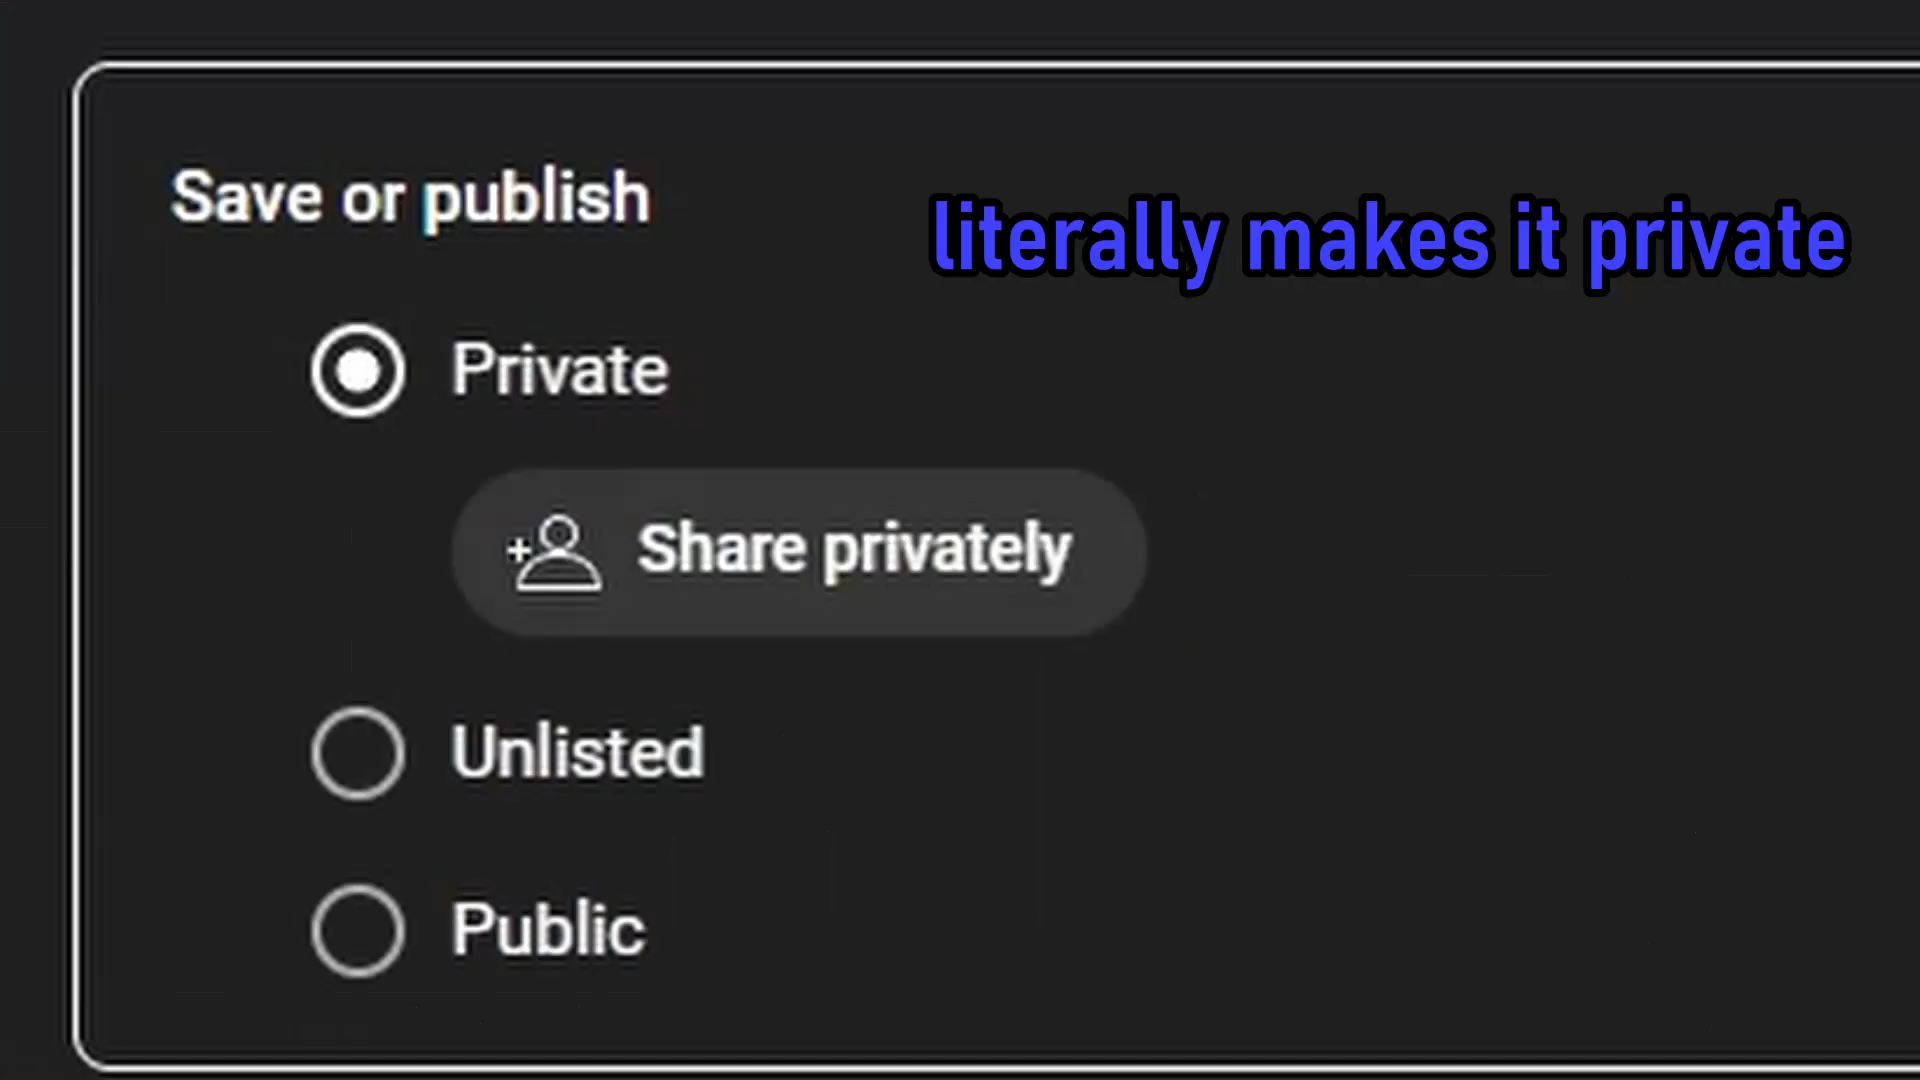 Save or publish
literally makes it private
Private
Share privately
Unlisted
Public